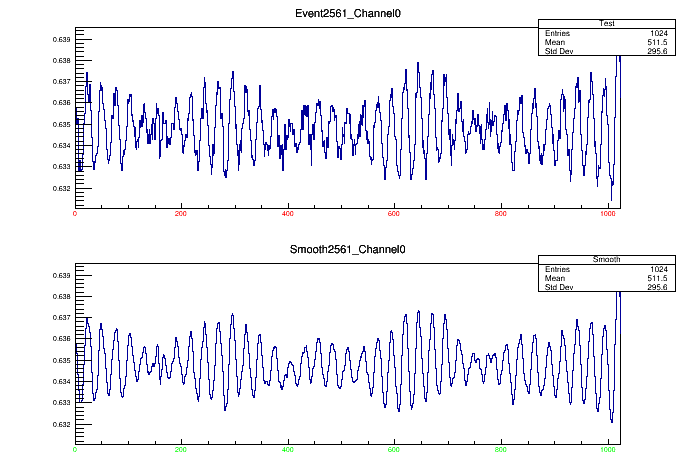 Event2561_Channel0
Test
Entries 1024
Mean 511.5
Std Dev 295.6
0.639
0.638
0.637
0.636
0.635
0.634
0.633
0.632
0 200 400 600 800 1000
Smooth2561_Channel0
Smooth
Entries 1024
Mean 511.5
Std Dev 295.6
0.639
0.638
0.637
0.636
0.635
0.634
0.633
0.632
0 200 400 600 800 1000